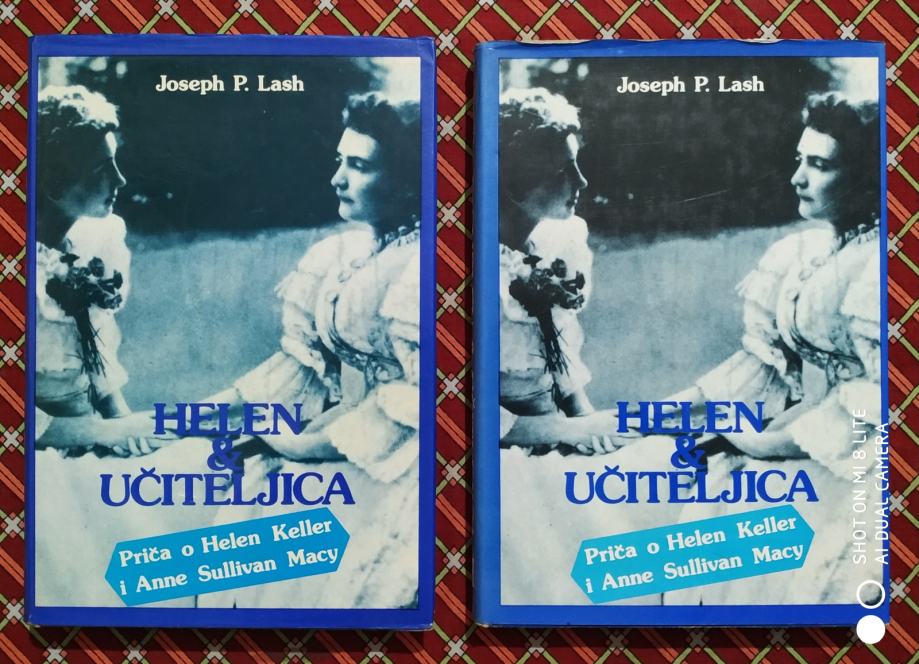 Joseph P. Lash
HELEN
&
UČITELJICA
Priča o Helen Keller
i Anne Sullivan Macy
Joseph P. Lash
HELEN
&
UČITELJICA
Priča o Helen Keller
i Anne Sullivan Macy
SHOT ON MI 8 LITE
AI DUAL CAMERA